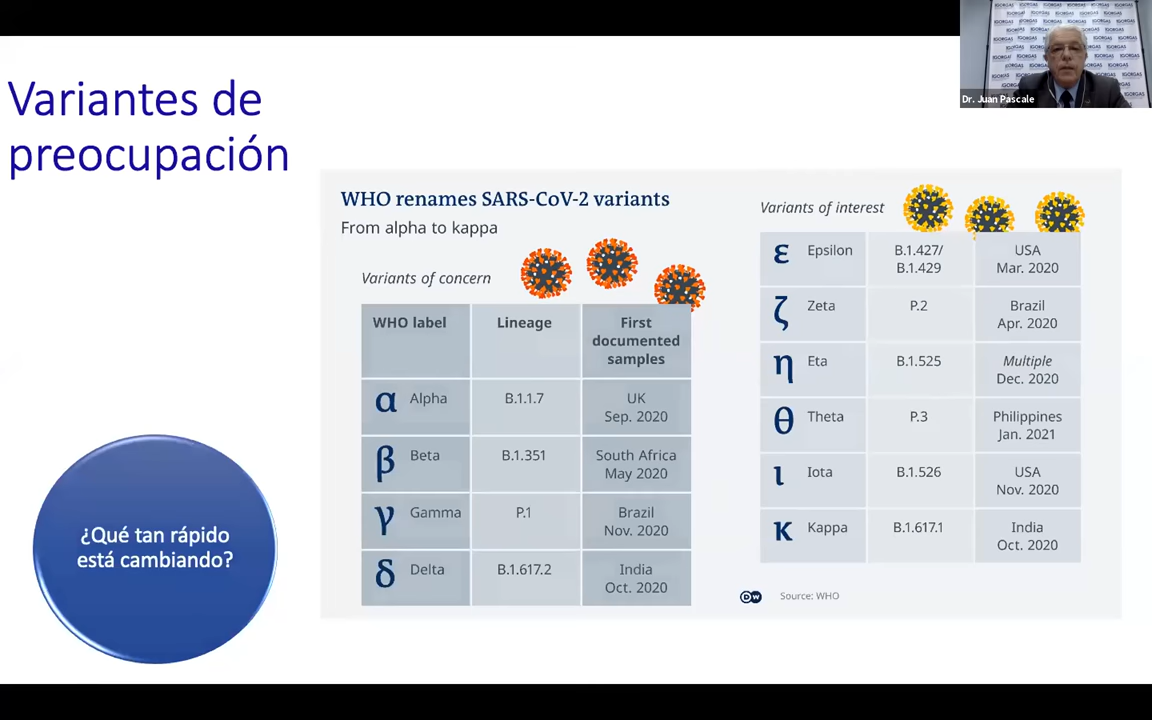 Variantes de
preocupación
¿Qué tan rápido
está cambiando?
WHO renames SARS-CoV-2 variants
From alpha to kappa
Variants of concern
WHO label Lineage First documented samples
α Alpha B.1.1.7 UK Sep. 2020
β Beta B.1.351 South Africa May 2020
γ Gamma P.1 Brazil Nov. 2020
δ Delta B.1.617.2 India Oct. 2020
Variants of interest
ε Epsilon B.1.427/ B.1.429 USA Mar. 2020
ζ Zeta P.2 Brazil Apr. 2020
η Eta B.1.525 Multiple Dec. 2020
θ Theta P.3 Philippines Jan. 2021
ι Iota B.1.526 USA Nov. 2020
κ Kappa B.1.617.1 India Oct. 2020
DW Source: WHO
IGORGAS
Dr. Juan Pascale